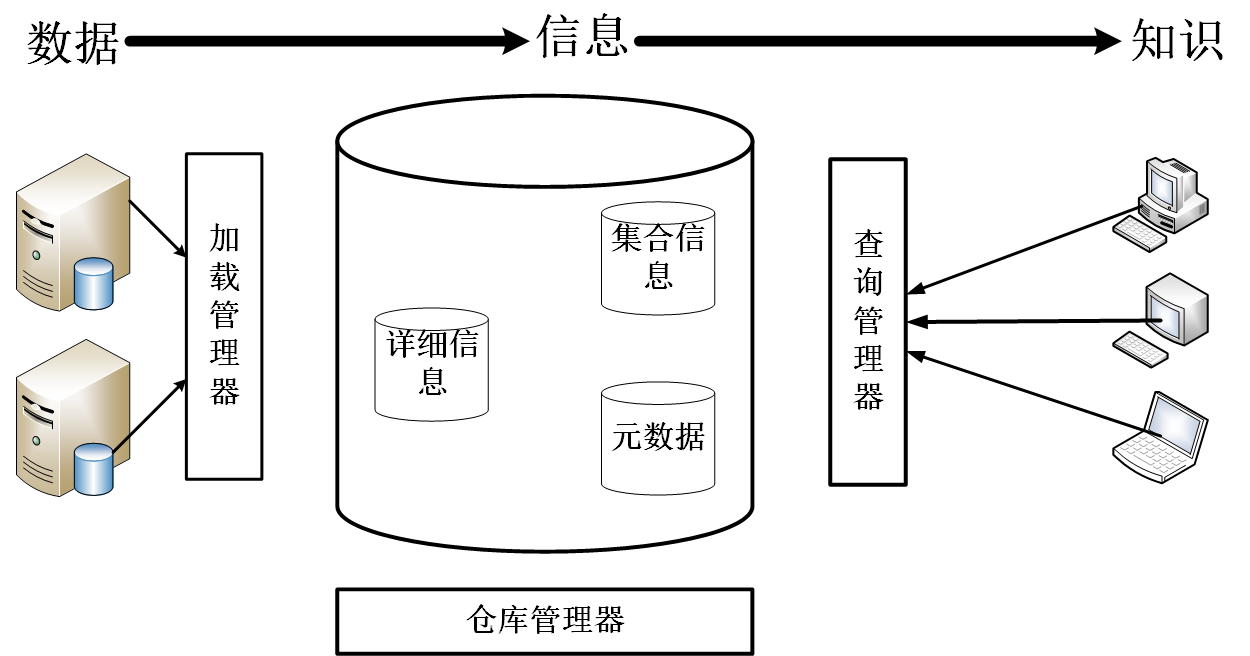 数据
信息
知识
加
载
管
理
器
集合信
息
详细信
息
元数据
查
询
管
理
器
仓库管理器